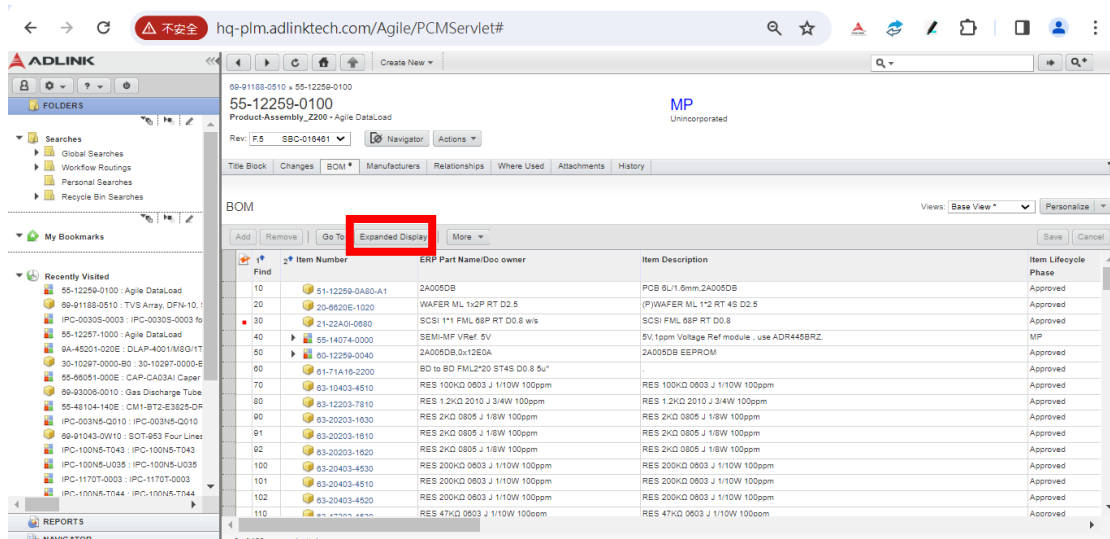 不安全 hq-plm.adlinktech.com/Agile/PCMServlet#
ADLINK
Create New
FOLDERS
Searches
Global Searches
Workflow Routings
Personal Searches
Recycle Bin Searches
My Bookmarks
Recently Visited
55-12259-0100 : Agile DataLoad
69-91188-0510 : TVS Array, DFN-10,
IPC-0030S-0003 : IPC-0030S-0003 fo
55-12257-1000 : Agile DataLoad
9A-45201-020E : DLAP-4001/M8G/1T
30-10297-0000-B0 : 30-10297-0000-B
55-66051-000E : CAP-CA03AI Caper
69-93006-0010 : Gas Discharge Tube
55-48104-140E : CM1-BT2-E3825-DR
IPC-003N5-Q010 : IPC-003N5-Q010
69-91043-0W10 : SOT-953 Four Lines
IPC-100N5-T043 : IPC-100N5-T043
IPC-100N5-U035 : IPC-100N5-U035
IPC-1170T-0003 : IPC-1170T-0003
IPC-100N5-T044 : IPC-100N5-T044
REPORTS
NAVIGATOR
69-91188-0510 » 55-12259-0100
55-12259-0100 MP
Product-Assembly_Z200 • Agile DataLoad Unincorporated
Rev: F.5 SBC-016461 Navigator Actions
Title Block Changes BOM * Manufacturers Relationships Where Used Attachments History
BOM Views: Base View * Personalize
Add Remove Go To Expanded Display More Save Cancel
1 Find 2 Item Number ERP Part Name/Doc owner Item Description Item Lifecycle Phase
10 51-12259-0A80-A1 2A005DB PCB 6L/1.6mm,2A005DB Approved
20 20-6620E-1020 WAFER ML 1x2P RT D2.5 (P)WAFER ML 1*2 RT 4S D2.5 Approved
30 21-22A0I-0680 SCSI 1*1 FML 68P RT D0.8 w/s SCSI FML 68P RT D0.8 Approved
40 55-14074-0000 SEMI-MF VRef. 5V 5V,1ppm Voltage Ref module , use ADR445BRZ. MP
50 60-12259-0040 2A005DB,0x12E0A 2A005DB EEPROM Approved
60 61-71A16-2200 BD to BD FML2*20 ST4S D0.8 5u" . Approved
70 63-10403-4510 RES 100KΩ 0603 J 1/10W 100ppm RES 100KΩ 0603 J 1/10W 100ppm Approved
80 63-12203-7810 RES 1.2KΩ 2010 J 3/4W 100ppm RES 1.2KΩ 2010 J 3/4W 100ppm Approved
90 63-20203-1630 RES 2KΩ 0805 J 1/8W 100ppm RES 2KΩ 0805 J 1/8W 100ppm Approved
91 63-20203-1610 RES 2KΩ 0805 J 1/8W 100ppm RES 2KΩ 0805 J 1/8W 100ppm Approved
92 63-20203-1620 RES 2KΩ 0805 J 1/8W 100ppm RES 2KΩ 0805 J 1/8W 100ppm Approved
100 63-20403-4530 RES 200KΩ 0603 J 1/10W 100ppm RES 200KΩ 0603 J 1/10W 100ppm Approved
101 63-20403-4510 RES 200KΩ 0603 J 1/10W 100ppm RES 200KΩ 0603 J 1/10W 100ppm Approved
102 63-20403-4520 RES 200KΩ 0603 J 1/10W 100ppm RES 200KΩ 0603 J 1/10W 100ppm Approved
110 RES 47KΩ 0603 J 1/10W 100ppm RES 47KΩ 0603 J 1/10W 100ppm Approved